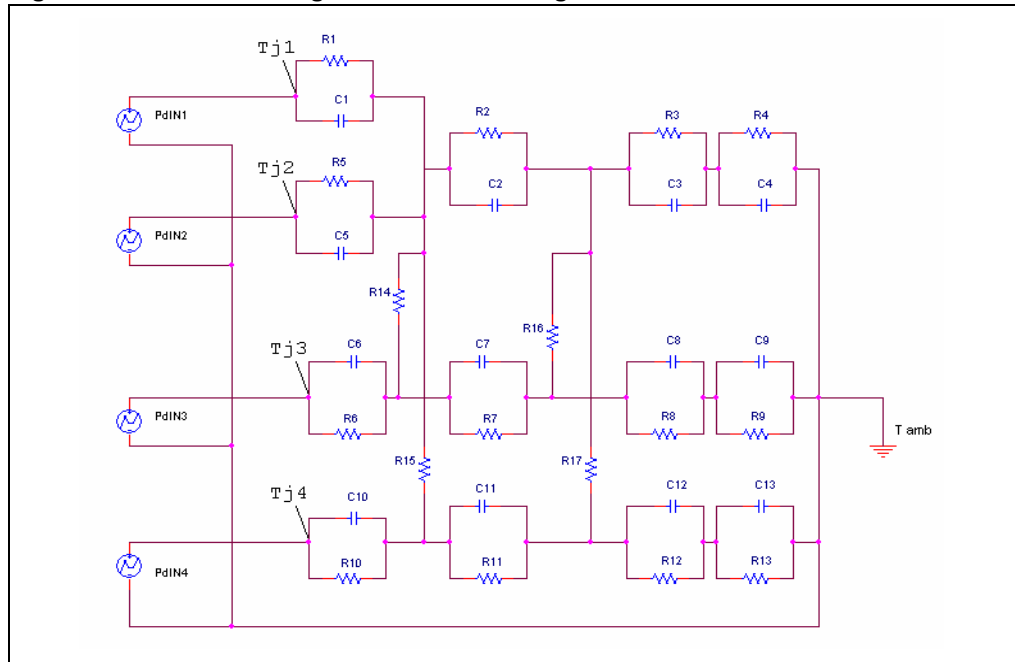 Tj1
R1
C1
PdIN1
R2
C2
R3
C3
R4
C4
Tj2
R5
C5
PdIN2
R14
R16
Tj3
C6
R6
PdIN3
C7
R7
C8
R8
C9
R9
T amb
R15
R17
Tj4
C10
R10
PdIN4
C11
R11
C12
R12
C13
R13